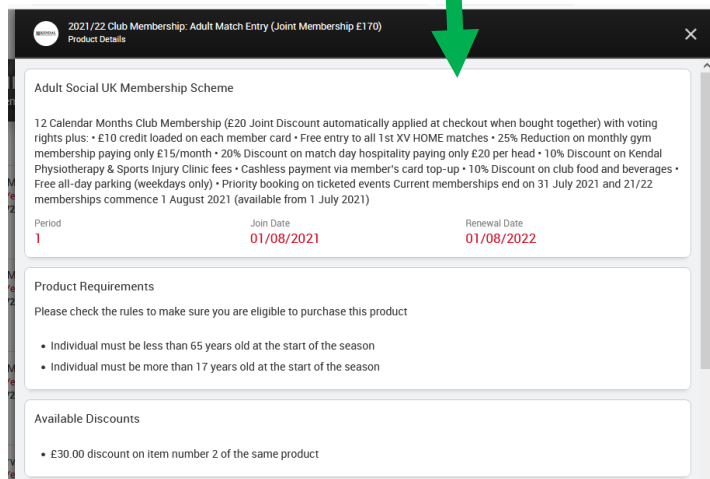 2021/22 Club Membership: Adult Match Entry (Joint Membership £170)
Product Details
Adult Social UK Membership Scheme
12 Calendar Months Club Membership (£20 Joint Discount automatically applied at checkout when bought together) with voting
rights plus: • £10 credit loaded on each member card • Free entry to all 1st XV HOME matches • 25% Reduction on monthly gym
membership paying only £15/month • 20% Discount on match day hospitality paying only £20 per head • 10% Discount on Kendal
Physiotherapy & Sports Injury Clinic fees • Cashless payment via member's card top-up • 10% Discount on club food and beverages •
Free all-day parking (weekdays only) • Priority booking on ticketed events Current memberships end on 31 July 2021 and 21/22
memberships commence 1 August 2021 (available from 1 July 2021)
Period Join Date Renewal Date
1 01/08/2021 01/08/2022
Product Requirements
Please check the rules to make sure you are eligible to purchase this product
• Individual must be less than 65 years old at the start of the season
• Individual must be more than 17 years old at the start of the season
Available Discounts
• £30.00 discount on item number 2 of the same product